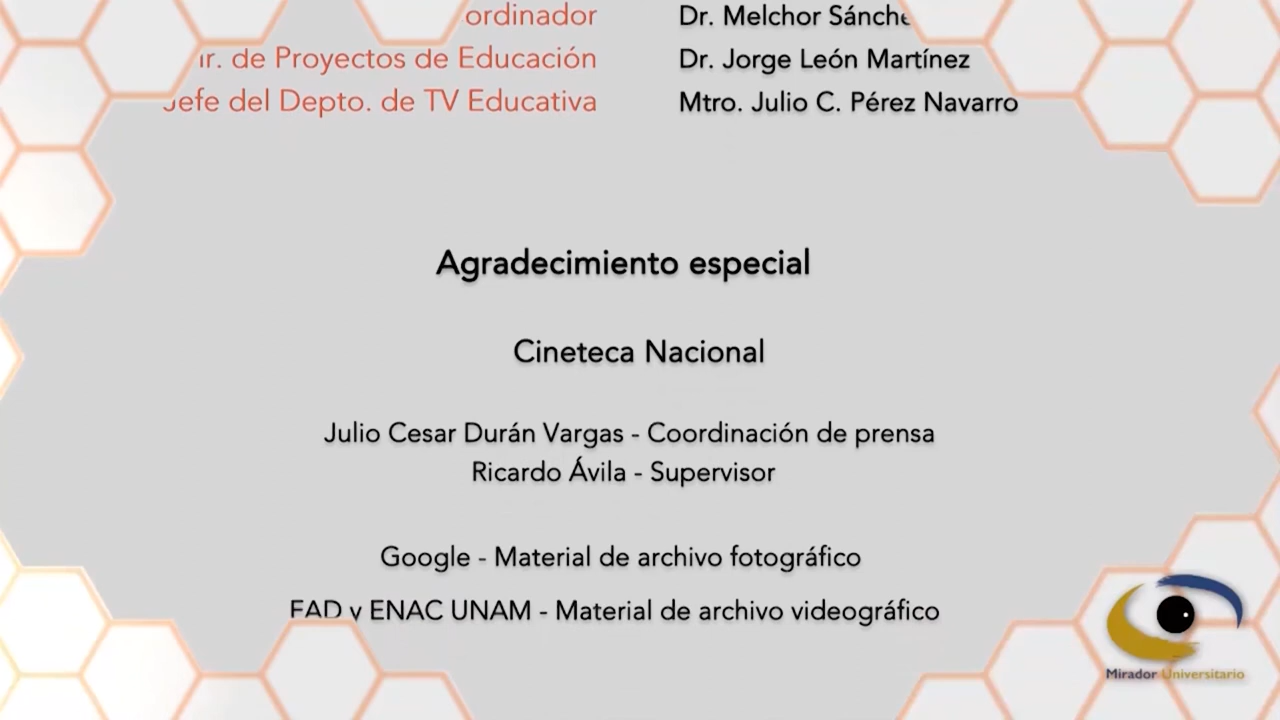 ordinador Dr. Melchor
ir. de Proyectos de Educación Dr. Jorge León Martínez
Jefe del Depto. de TV Educativa Mtro. Julio C. Pérez Navarro
Agradecimiento especial
Cineteca Nacional
Julio Cesar Durán Vargas - Coordinación de prensa
Ricardo Ávila - Supervisor
Google - Material de archivo fotográfico
FAD y ENAC UNAM - Material de archivo videográfico
Mirador Universitario